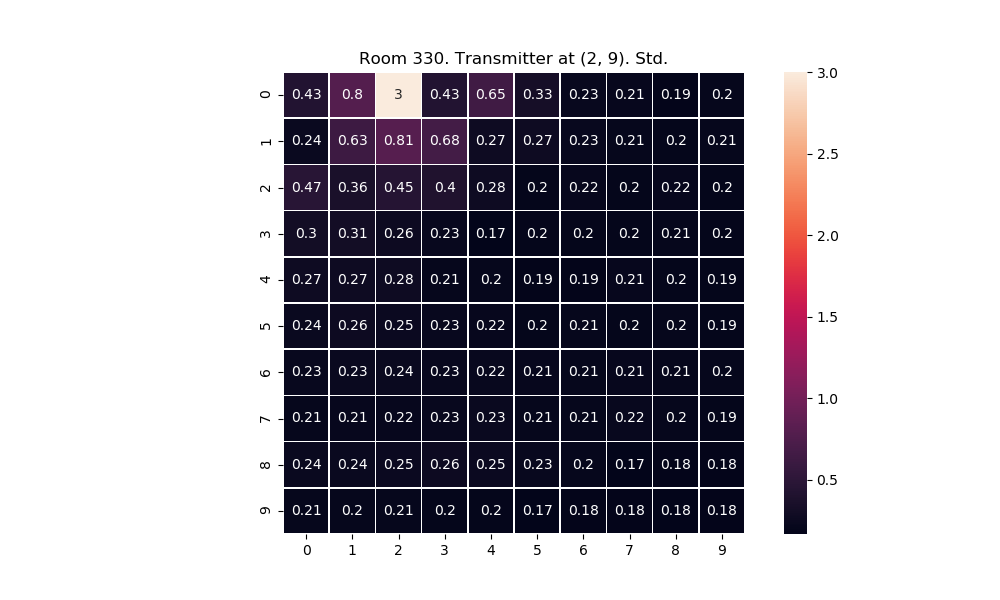 Room 330. Transmitter at (2, 9). Std.
0 0.43 0.8 3 0.43 0.65 0.33 0.23 0.21 0.19 0.2
1 0.24 0.63 0.81 0.68 0.27 0.27 0.23 0.21 0.2 0.21
2 0.47 0.36 0.45 0.4 0.28 0.2 0.22 0.2 0.22 0.2
3 0.3 0.31 0.26 0.23 0.17 0.2 0.2 0.2 0.21 0.2
4 0.27 0.27 0.28 0.21 0.2 0.19 0.19 0.21 0.2 0.19
5 0.24 0.26 0.25 0.23 0.22 0.2 0.21 0.2 0.2 0.19
6 0.23 0.23 0.24 0.23 0.22 0.21 0.21 0.21 0.21 0.2
7 0.21 0.21 0.22 0.23 0.23 0.21 0.21 0.22 0.2 0.19
8 0.24 0.24 0.25 0.26 0.25 0.23 0.2 0.17 0.18 0.18
9 0.21 0.2 0.21 0.2 0.2 0.17 0.18 0.18 0.18 0.18
0 1 2 3 4 5 6 7 8 9
3.0
2.5
2.0
1.5
1.0
0.5